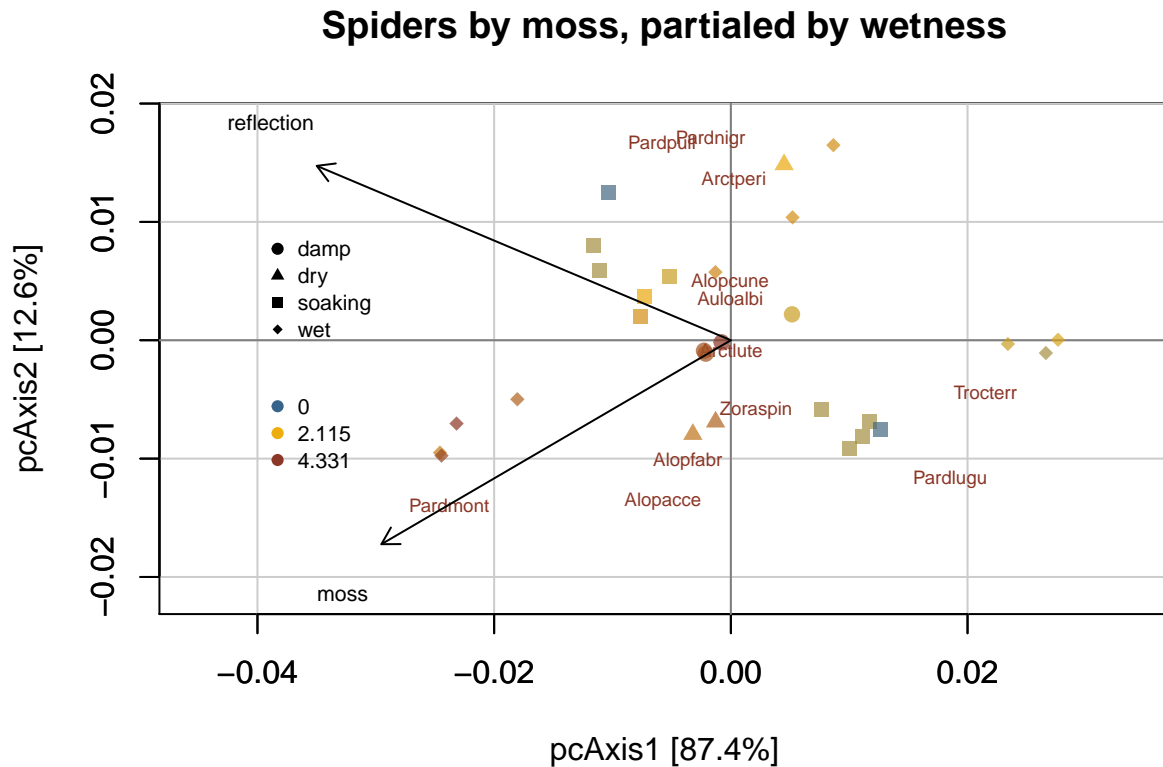 Spiders by moss, partialed by wetness
pcAxis2 [12.6%]
0.02
0.01
0.00
−0.01
−0.02
reflection
Pardpull
Pardnigr
Arctperi
damp
dry
soaking
wet
Alopcune
Auloalbi
Arctlute
Trocterr
Zoraspin
0
2.115
4.331
Alopfabr
Pardlugu
Alopacce
Pardmont
moss
−0.04
−0.02
0.00
0.02
pcAxis1 [87.4%]